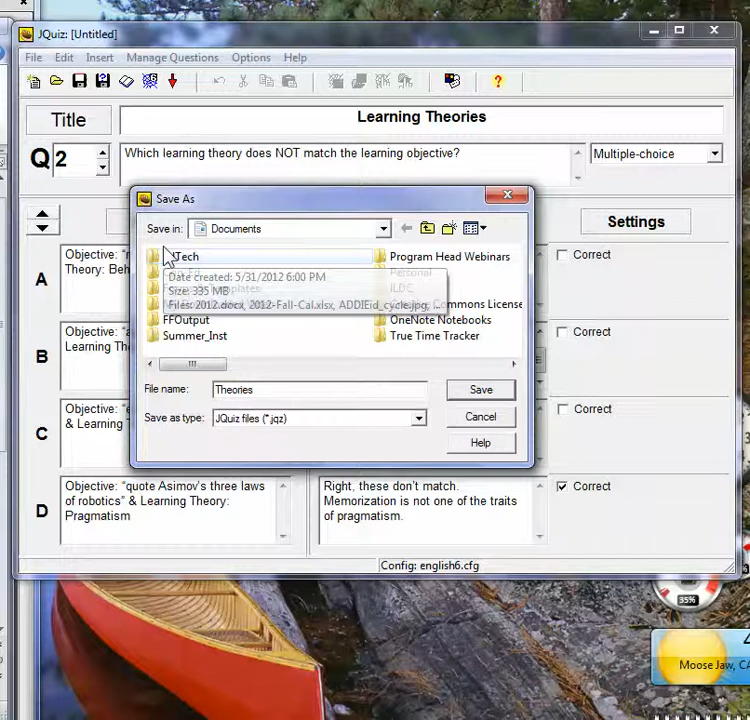 JQuiz: [Untitled]
File Edit Insert Manage Questions Options Help
Title
Learning Theories
Q 2
Which learning theory does NOT match the learning objective?
Multiple-choice
Save As
Save in: Documents
Settings
Tech
Program Head Webinars
Date created: 5/31/2012 6:00 PM
Personal
Size: 335 MB
ILDC
Files: 2012.docx, 2012-Fall-Cal.xlsx, ADDIEid_cycle.jpg, ...
Commons License
FFOutput
OneNote Notebooks
Summer_Inst
True Time Tracker
File name: Theories
Save
Save as type: JQuiz files (*.jqz)
Cancel
Help
A
Objective:
Theory:
Correct
B
Objective:
Learning
C
Objective:
& Learning
Correct
D
Objective: "quote Asimov's three laws
of robotics" & Learning Theory:
Pragmatism
Right, these don't match.
Memorization is not one of the traits
of pragmatism.
Correct
Config: english6.cfg
35%
Moose Jaw,